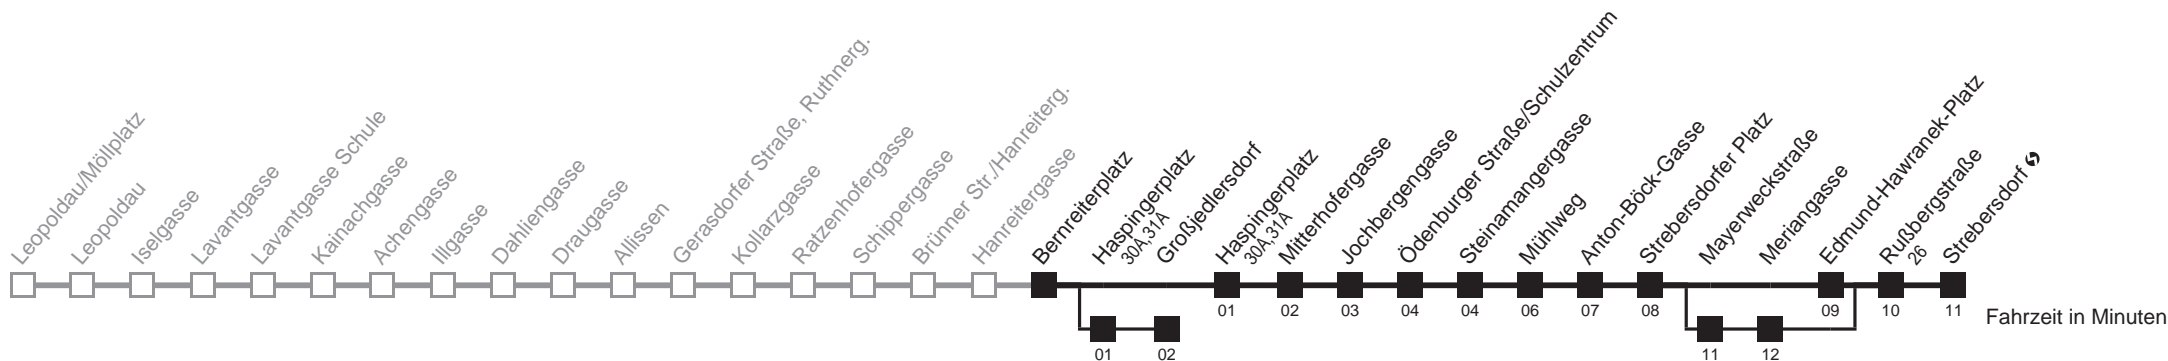 Leopoldau/Möllplatz
Leopoldau
Iselgasse
Lavantgasse
Lavantgasse Schule
Kainachgasse
Achengasse
Illgasse
Dahliengasse
Draugasse
Allissen
Gerasdorfer Straße, Ruthnerg.
Kollarzgasse
Ratzenhofergasse
Schippergasse
Brünner Str./Hanreiterg.
Hanreitergasse
Bernreiterplatz
Haspingerplatz
30A,31A
Großjedlersdorf
Haspingerplatz
30A,31A
Mitterhofergasse
Jochbergengasse
Ödenburger Straße/Schulzentrum
Steinamangergasse
Mühlweg
Anton-Böck-Gasse
Strebersdorfer Platz
Mayerweckstraße
Meriangasse
Edmund-Hawranek-Platz
Rußbergstraße
26
Strebersdorf
01 02 03 04 04 06 07 08 09 10 11
Fahrzeit in Minuten
01 02 11 12